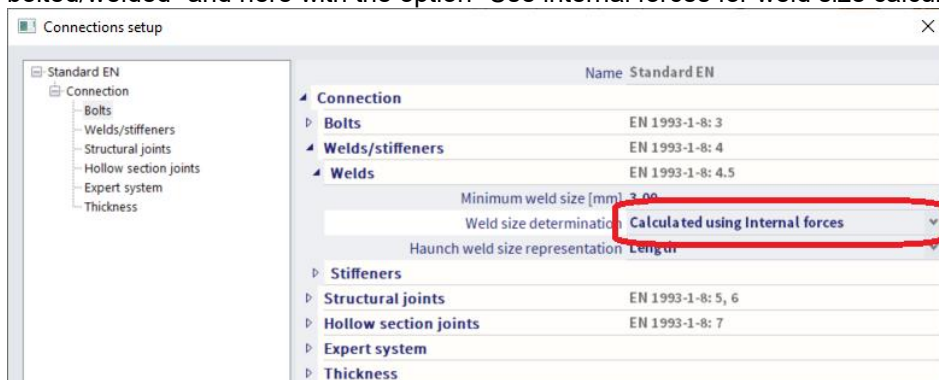 Connections setup
Standard EN
Connection
Bolts
Welds/stiffeners
Structural joints
Hollow section joints
Expert system
Thickness
Name Standard EN
Connection
Bolts EN 1993-1-8: 3
Welds/stiffeners EN 1993-1-8: 4
Welds EN 1993-1-8: 4.5
Minimum weld size [mm] 3.00
Weld size determination Calculated using Internal forces
Haunch weld size representation Length
Stiffeners
Structural joints EN 1993-1-8: 5, 6
Hollow section joints EN 1993-1-8: 7
Expert system
Thickness